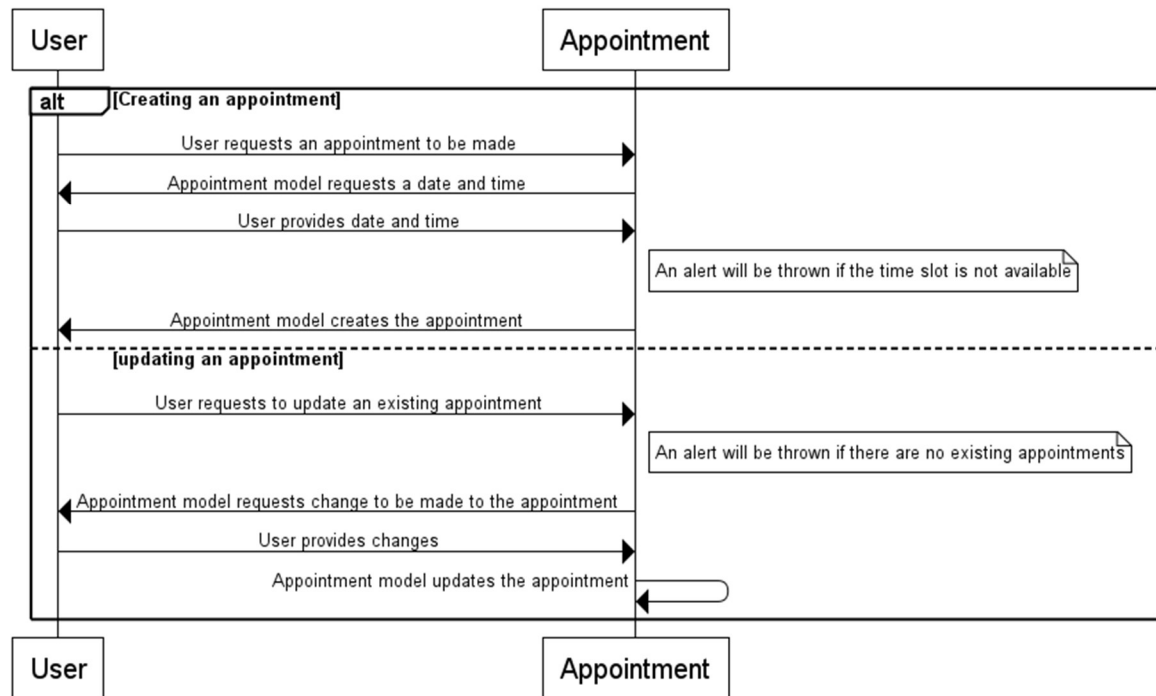 User
Appointment
alt
[Creating an appointment]
User requests an appointment to be made
Appointment model requests a date and time
User provides date and time
An alert will be thrown if the time slot is not available
Appointment model creates the appointment
[updating an appointment]
User requests to update an existing appointment
An alert will be thrown if there are no existing appointments
Appointment model requests change to be made to the appointment
User provides changes
Appointment model updates the appointment
User
Appointment